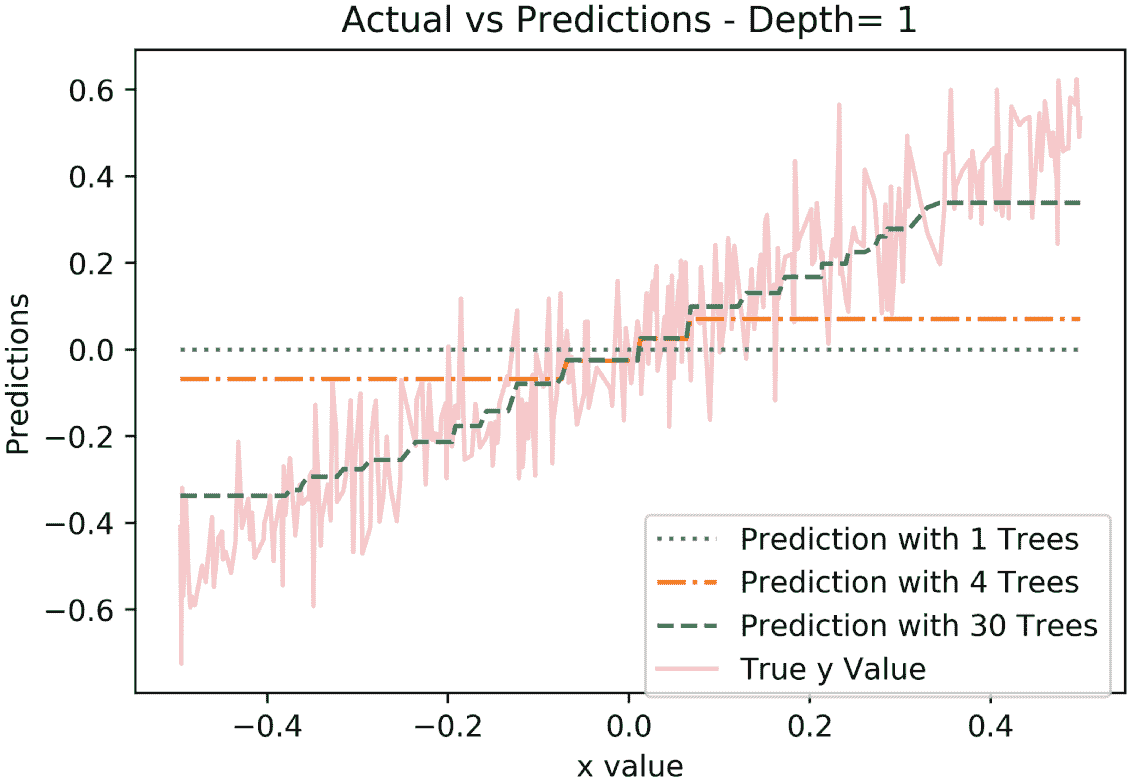 Actual vs Predictions - Depth= 1
Predictions
0.6
0.4
0.2
0.0
−0.2
−0.4
−0.6
Prediction with 1 Trees
Prediction with 4 Trees
Prediction with 30 Trees
True y Value
−0.4
−0.2
0.0
0.2
0.4
x value